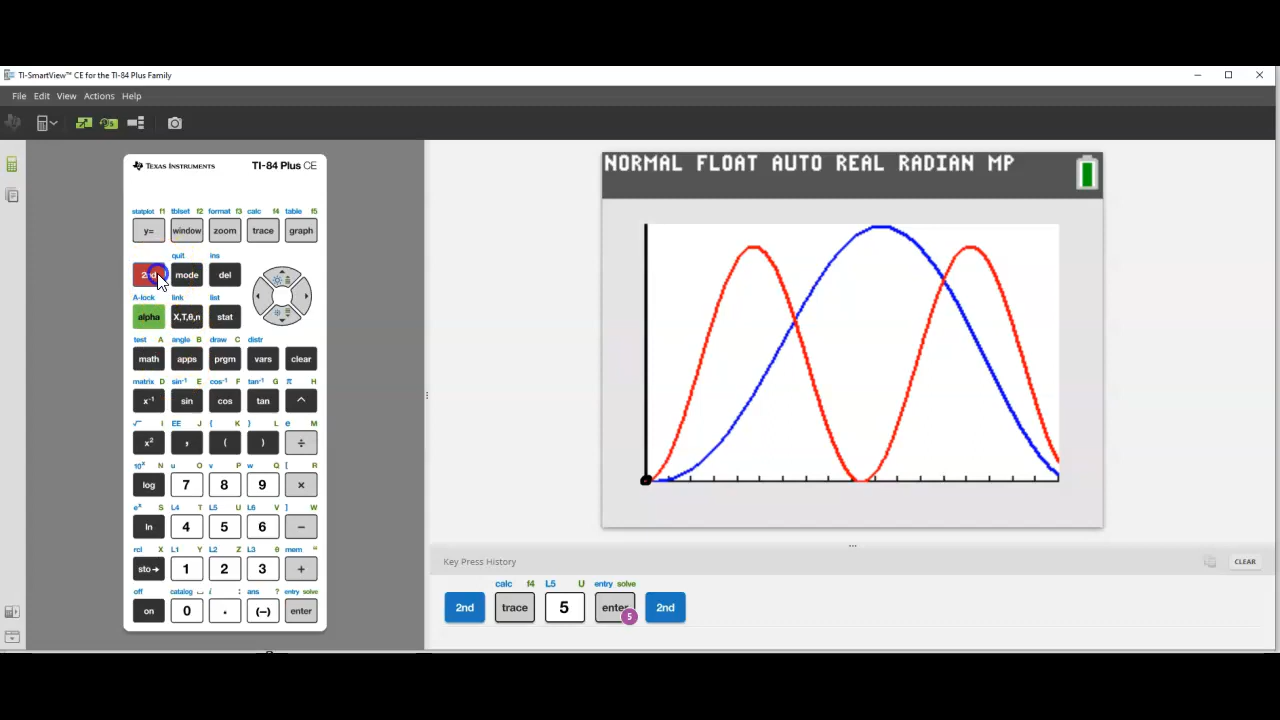 TI-SmartView™ CE for the TI-84 Plus Family
File Edit View Actions Help
TEXAS INSTRUMENTS TI-84 Plus CE
statplot f1 tblset f2 format f3 calc f4 table f5
y= window zoom trace graph
quit ins
2nd mode del
A-lock link list
alpha X,T,θ,n stat
test A angle B draw C distr
math apps prgm vars clear
matrix D sin⁻¹ E cos⁻¹ F tan⁻¹ G π H
x⁻¹ sin cos tan ^
√ I EE J { K } L e M
x² , ( ) ÷
10ˣ N u O v P w Q [ R
log 7 8 9 ×
eˣ S L4 T L5 U L6 V ] W
ln 4 5 6 −
rcl X L1 Y L2 Z L3 θ mem "
sto→ 1 2 3 +
off catalog i : ans ? entry solve
on 0 . (−) enter
NORMAL FLOAT AUTO REAL RADIAN MP
Key Press History
CLEAR
calc f4 L5 U entry solve
2nd trace 5 enter 5 2nd